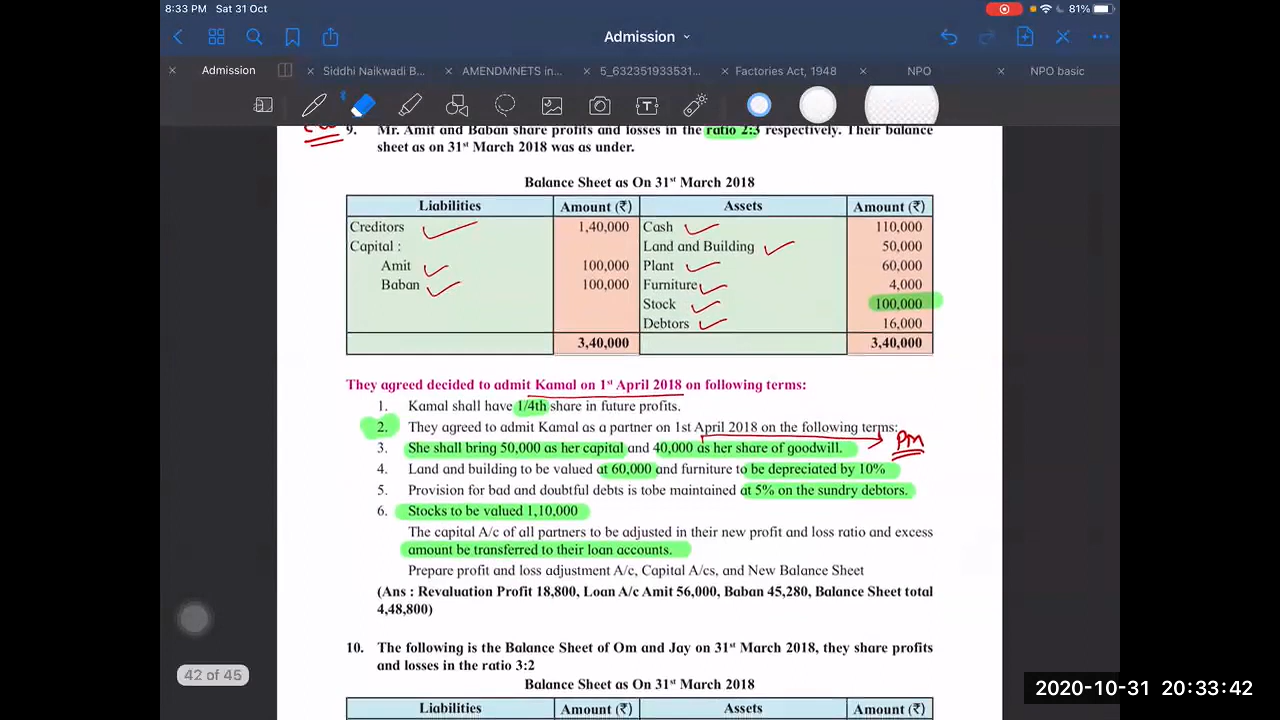 8:33 PM Sat 31 Oct
81%
Admission
Admission
Siddhi Naikwadi B...
AMENDMNETS in...
5_632351933531...
Factories Act, 1948
NPO
NPO basic
9. Mr. Amit and Baban share profits and losses in the ratio 2:3 respectively. Their balance
sheet as on 31st March 2018 was as under.
Balance Sheet as On 31st March 2018
Liabilities Amount (₹) Assets Amount (₹)
Creditors 1,40,000 Cash 110,000
Capital : Land and Building 50,000
Amit 100,000 Plant 60,000
Baban 100,000 Furniture 4,000
Stock 100,000
Debtors 16,000
3,40,000 3,40,000
They agreed decided to admit Kamal on 1st April 2018 on following terms:
1. Kamal shall have 1/4th share in future profits.
2. They agreed to admit Kamal as a partner on 1st April 2018 on the following terms:
3. She shall bring 50,000 as her capital and 40,000 as her share of goodwill.
PM
4. Land and building to be valued at 60,000 and furniture to be depreciated by 10%
5. Provision for bad and doubtful debts is tobe maintained at 5% on the sundry debtors.
6. Stocks to be valued 1,10,000
The capital A/c of all partners to be adjusted in their new profit and loss ratio and excess
amount be transferred to their loan accounts.
Prepare profit and loss adjustment A/c, Capital A/cs, and New Balance Sheet
(Ans : Revaluation Profit 18,800, Loan A/c Amit 56,000, Baban 45,280, Balance Sheet total
4,48,800)
10. The following is the Balance Sheet of Om and Jay on 31st March 2018, they share profits
and losses in the ratio 3:2
Balance Sheet as On 31st March 2018
Liabilities Amount (₹) Assets Amount (₹)
42 of 45
2020-10-31 20:33:42